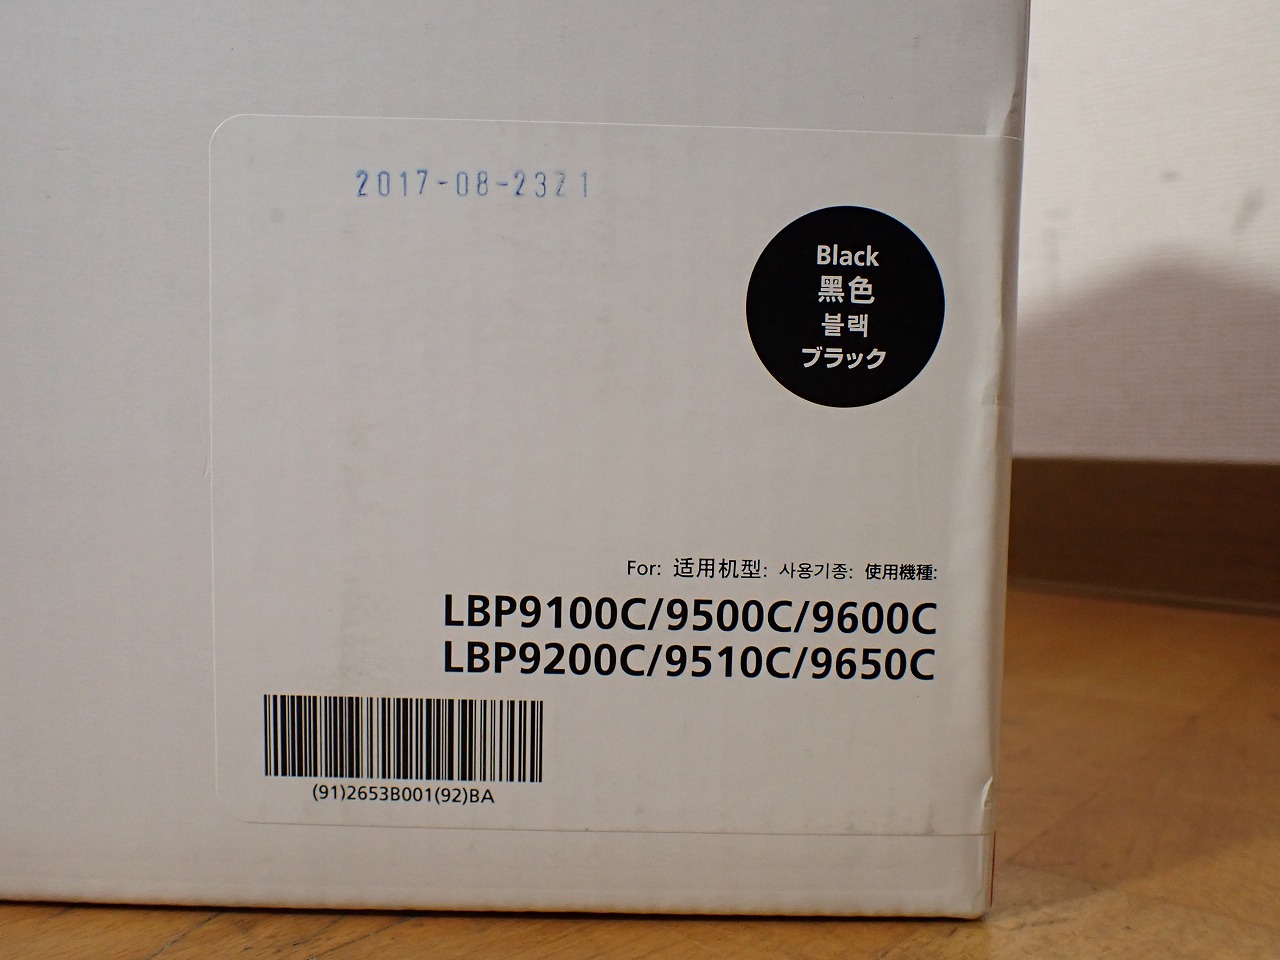 2017-08-23Z1
Black
黑色
블랙
ブラック
For: 适用机型: 사용기종: 使用機種:
LBP9100C/9500C/9600C
LBP9200C/9510C/9650C
(91)2653B001(92)BA